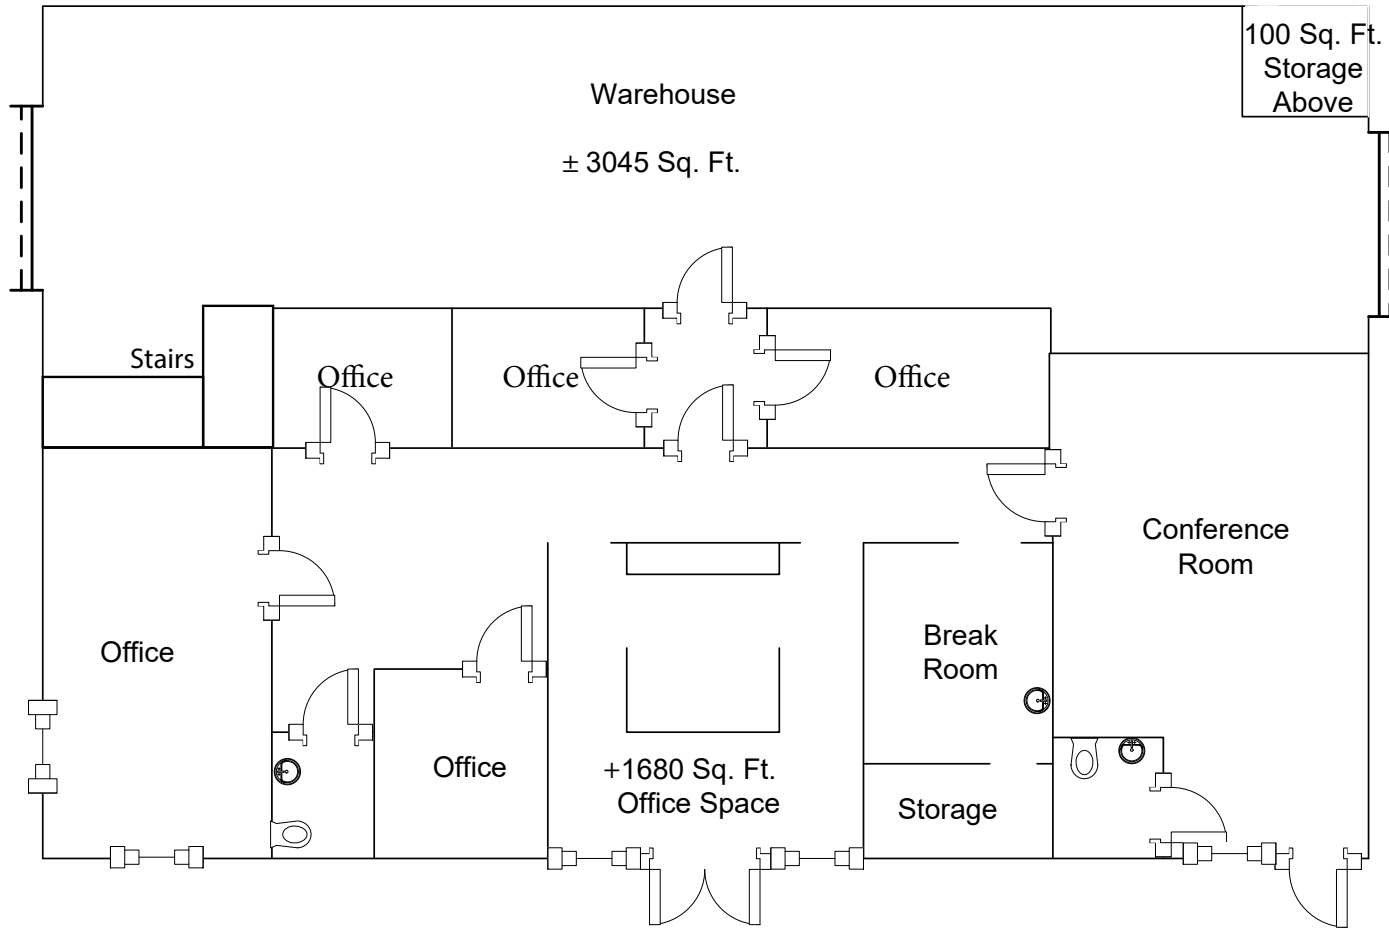 100 Sq. Ft.
Storage
Above
Warehouse
± 3045 Sq. Ft.
Stairs
Office
Office
Office
Conference
Room
Office
Break
Room
Office
+1680 Sq. Ft.
Office Space
Storage